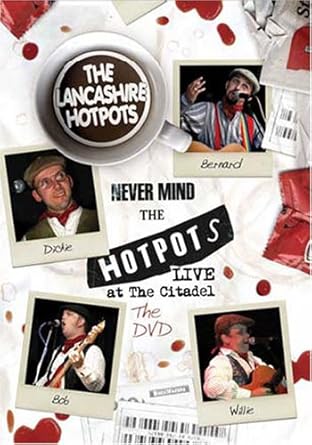 THE
LANCASHIRE
HOTPOTS
Bernard
Dickie
NEVER MIND
THE
HOTPOTS
LIVE
at The Citadel
The
DVD
Bob
Willie